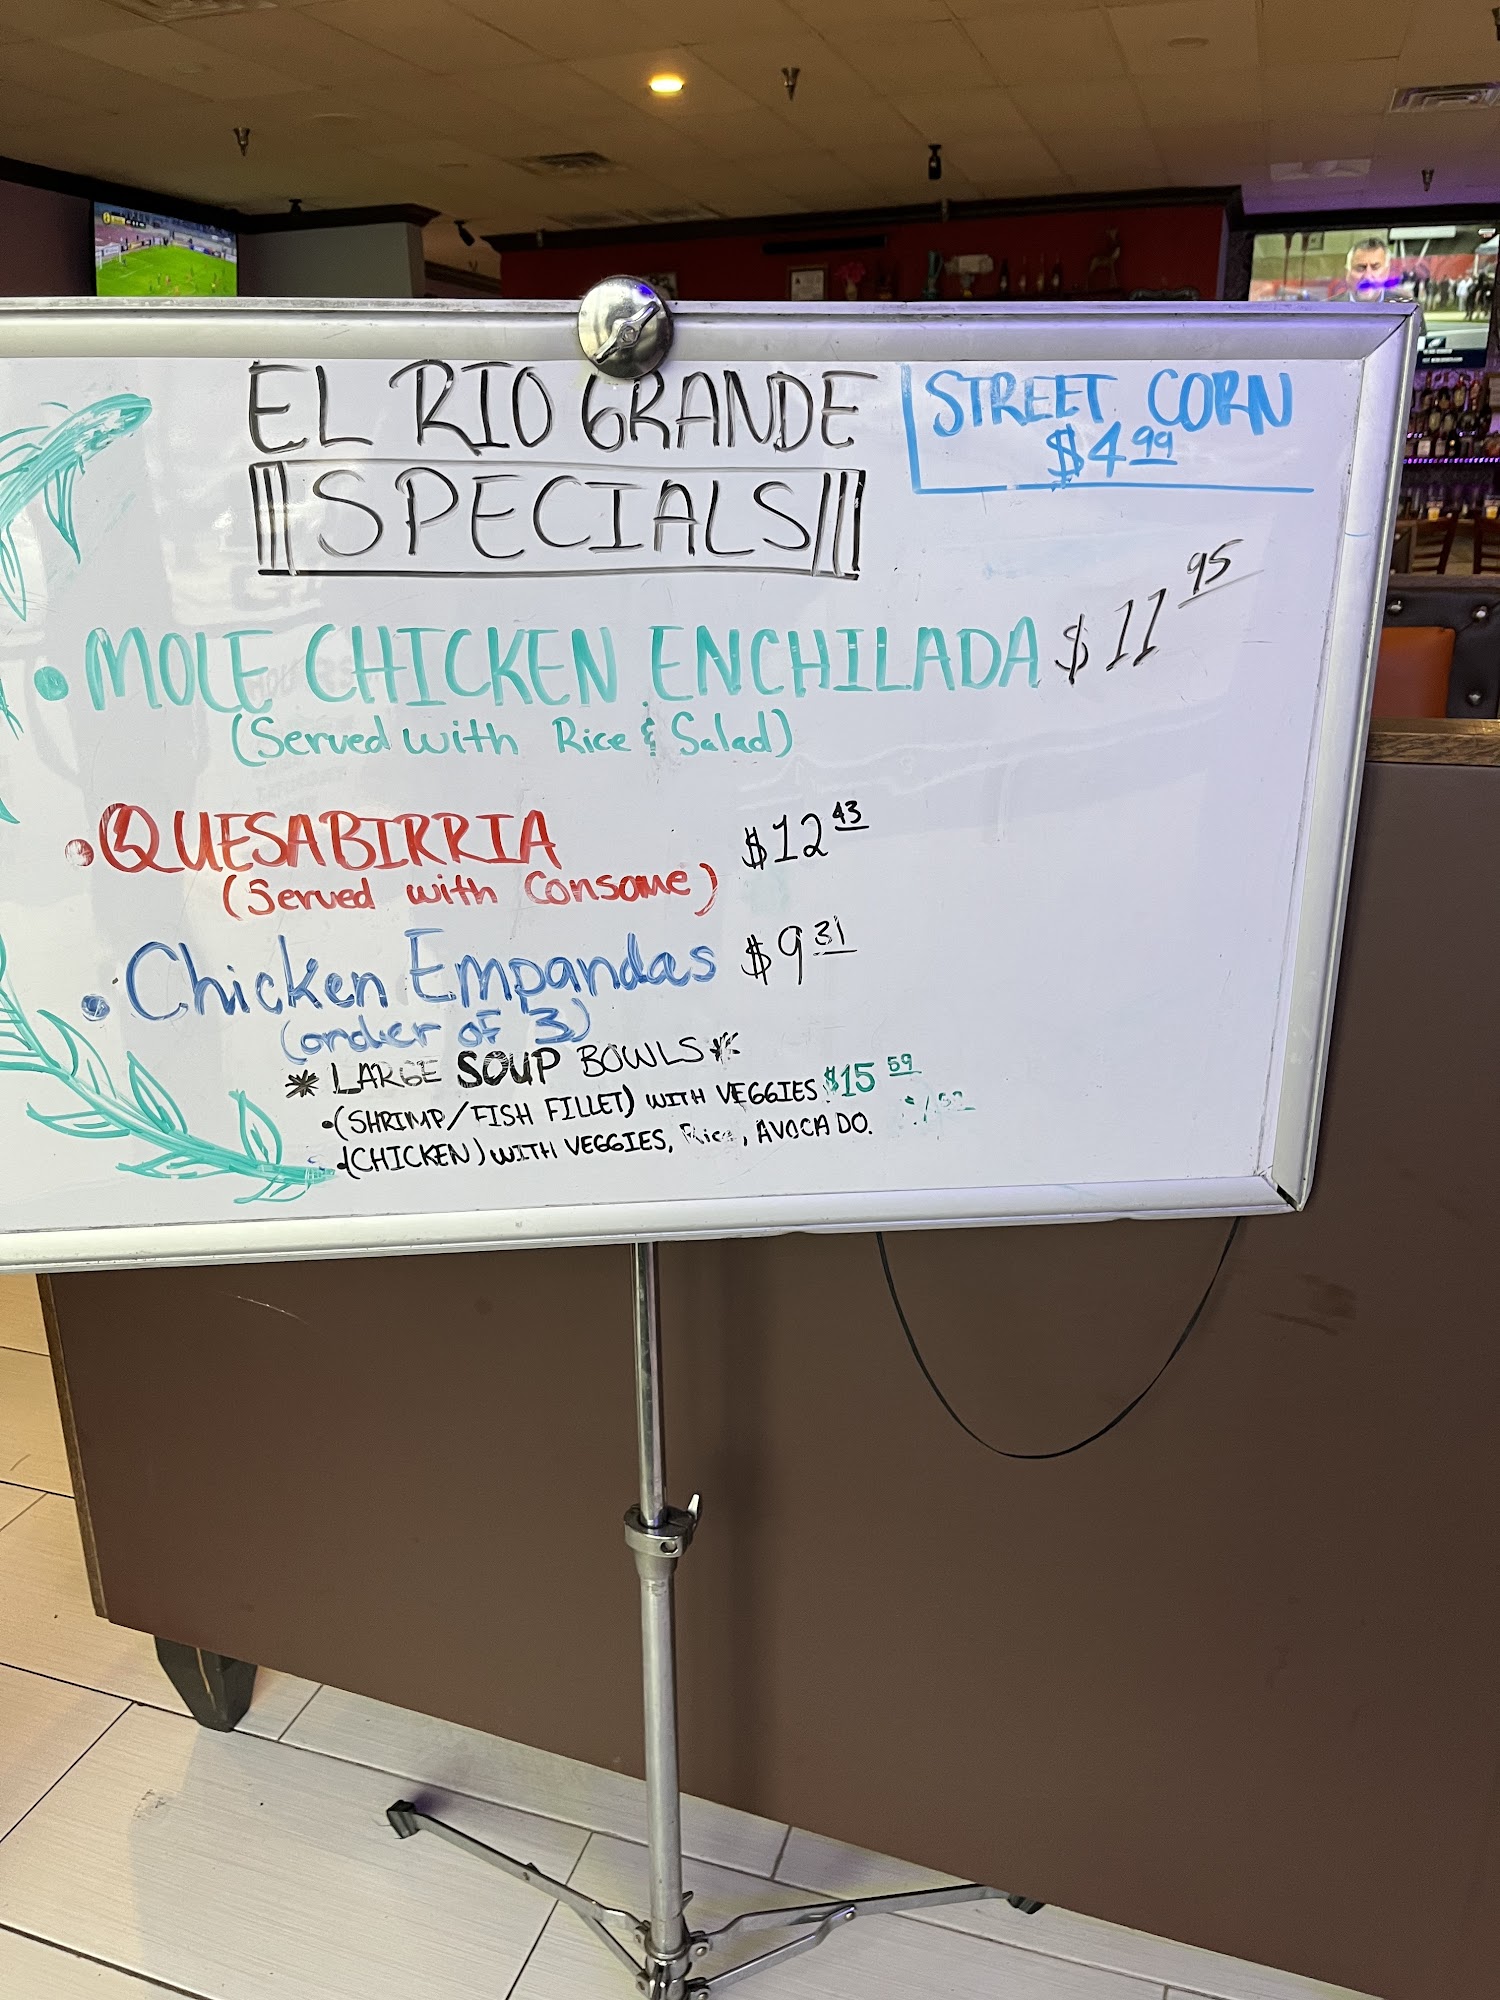 EL RIO GRANDE
SPECIALS
STREET CORN
$4.99
• MOLE CHICKEN ENCHILADA $11.95
(Served with Rice & Salad)
• QUESABIRRIA $12.43
(Served with Consome)
• Chicken Empandas $9.31
(order of 3)
* LARGE SOUP BOWLS *
• (SHRIMP/FISH FILLET) WITH VEGGIES $15.59
• (CHICKEN) WITH VEGGIES, Rice, AVOCADO.